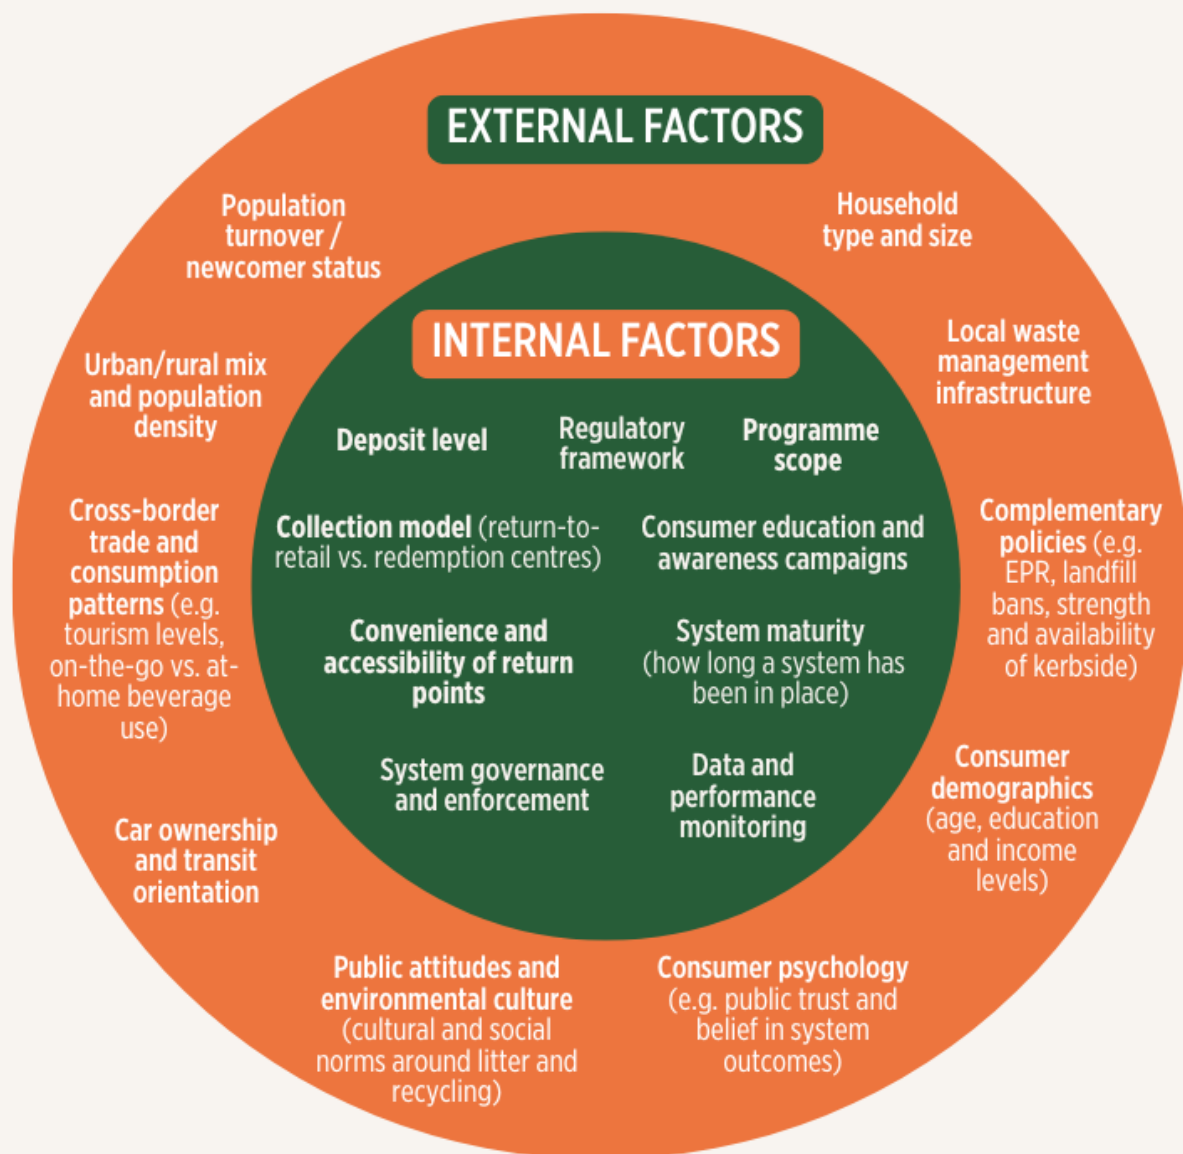 EXTERNAL FACTORS
Population
turnover /
newcomer status
Household
type and size
Urban/rural mix
and population
density
Local waste
management
infrastructure
Cross-border
trade and
consumption
patterns (e.g.
tourism levels,
on-the-go vs. at-
home beverage
use)
Complementary
policies (e.g.
EPR, landfill
bans, strength
and availability
of kerbside)
Car ownership
and transit
orientation
Consumer
demographics
(age, education
and income
levels)
Public attitudes and
environmental culture
(cultural and social
norms around litter and
recycling)
Consumer psychology
(e.g. public trust and
belief in system
outcomes)
INTERNAL FACTORS
Deposit level
Regulatory
framework
Programme
scope
Collection model (return-to-
retail vs. redemption centres)
Consumer education and
awareness campaigns
Convenience and
accessibility of return
points
System maturity
(how long a system has
been in place)
System governance
and enforcement
Data and
performance
monitoring